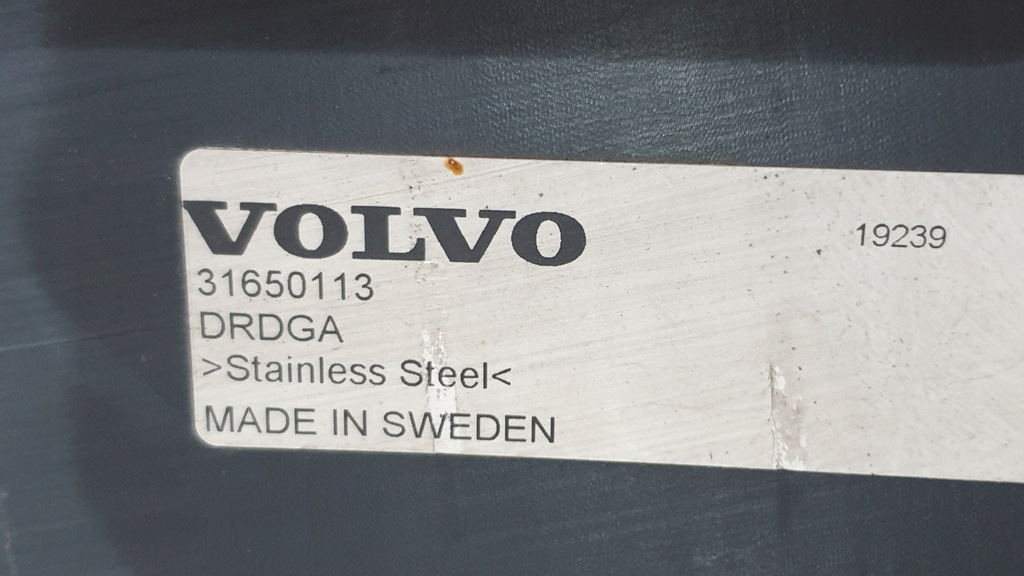 VOLVO
19239
31650113
DRDGA
>Stainless Steel<
MADE IN SWEDEN